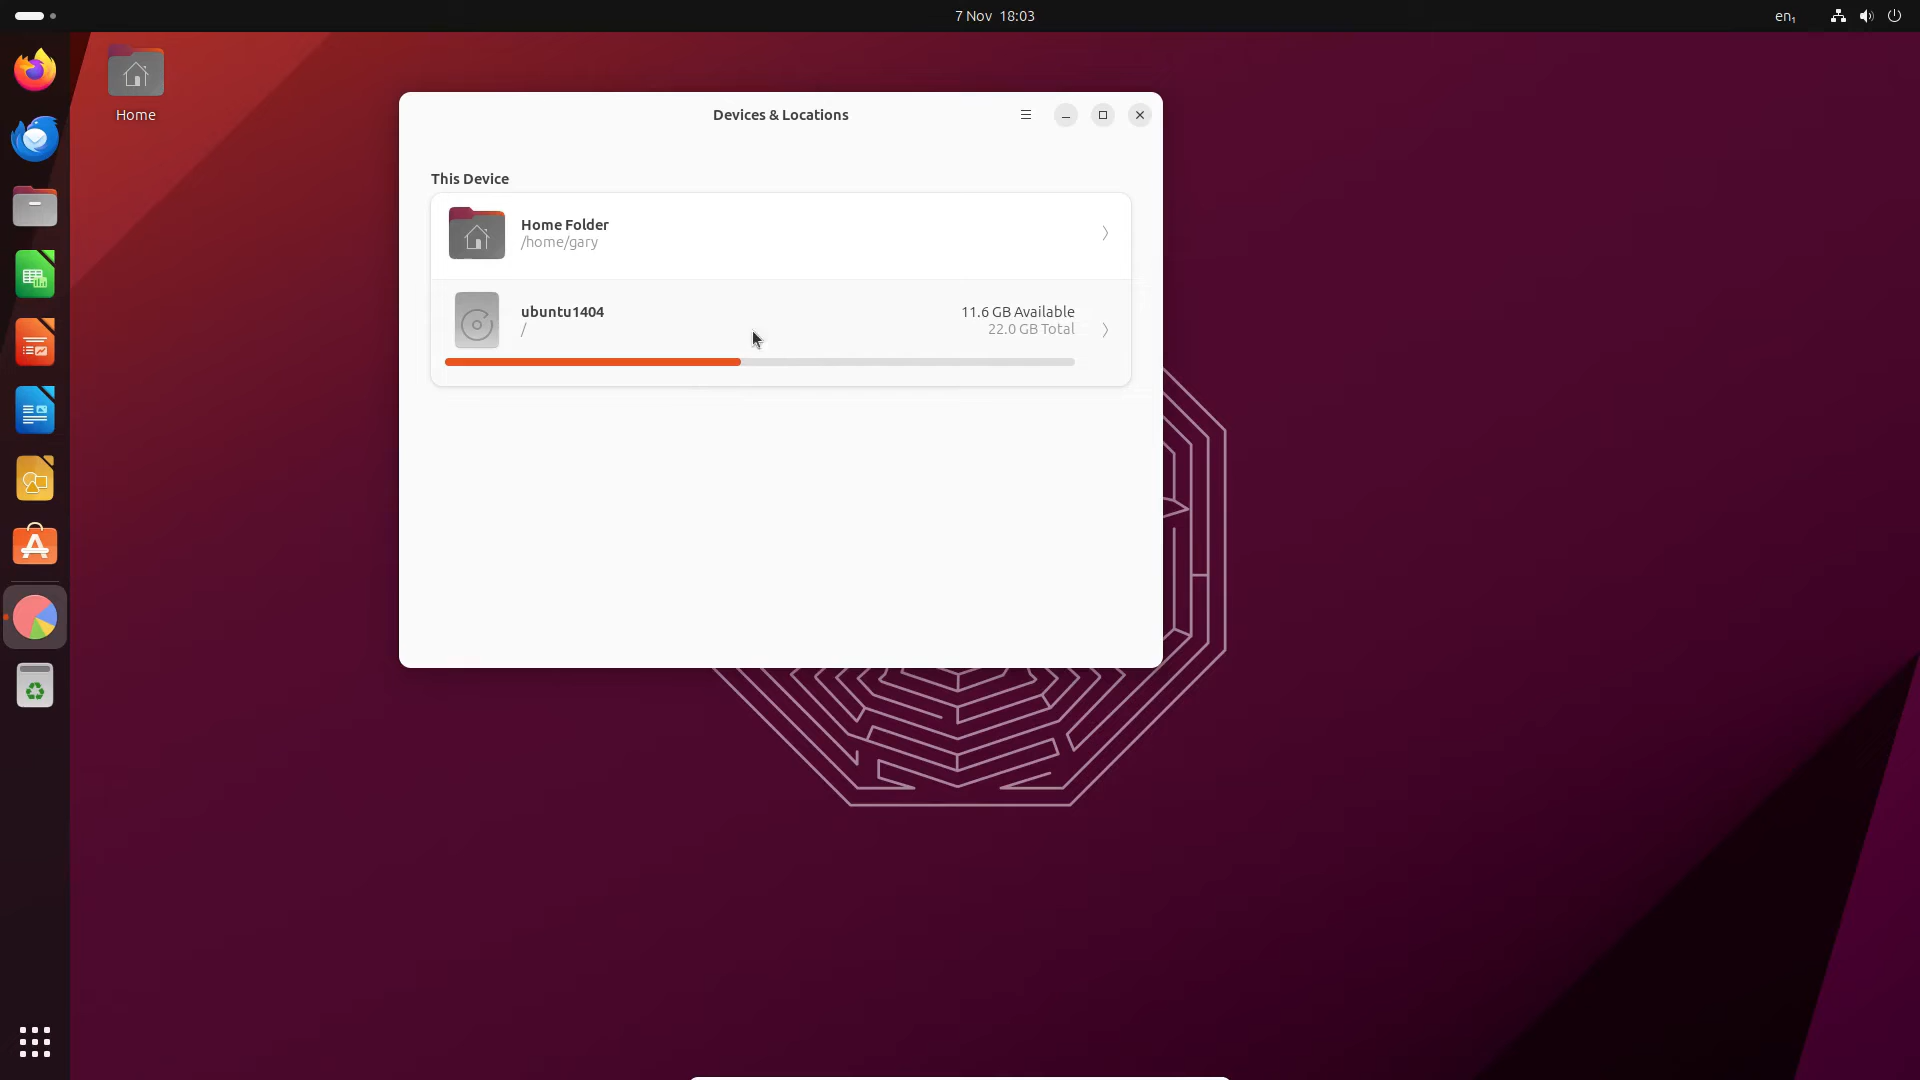 7 Nov 18:03
en₁
Home
Devices & Locations
This Device
Home Folder
/home/gary
ubuntu1404
11.6 GB Available
/
22.0 GB Total